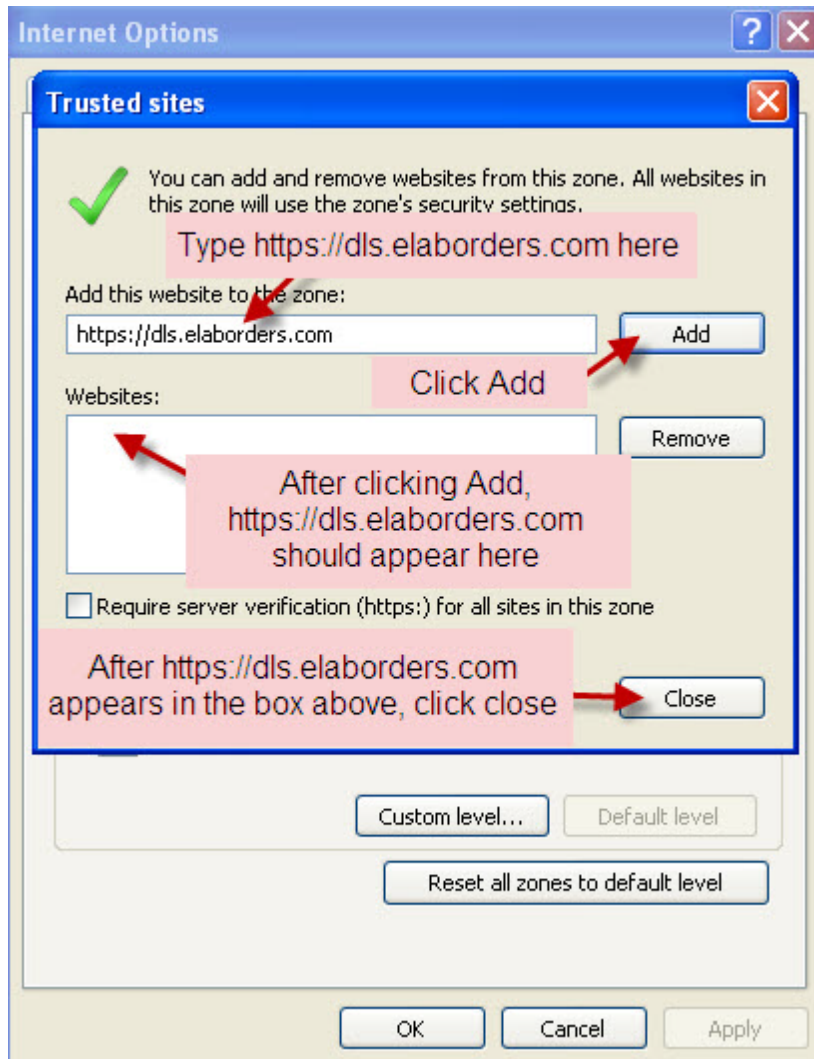 Internet Options
Trusted sites
You can add and remove websites from this zone. All websites in
this zone will use the zone's security settings.
Type https://dls.elaborders.com here
Add this website to the zone:
https://dls.elaborders.com
Add
Click Add
Websites:
Remove
After clicking Add,
https://dls.elaborders.com
should appear here
Require server verification (https:) for all sites in this zone
After https://dls.elaborders.com
appears in the box above, click close
Close
Custom level...
Default level
Reset all zones to default level
OK
Cancel
Apply